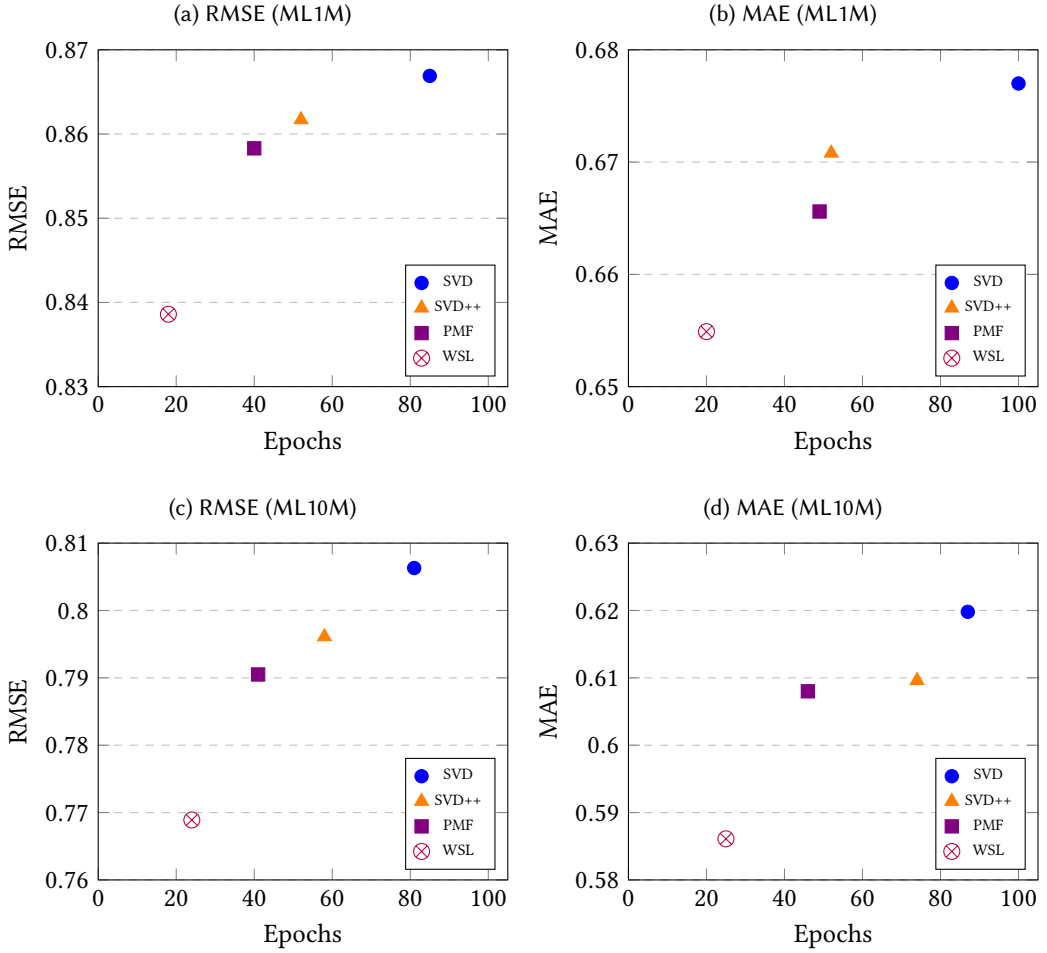 (a) RMSE (ML1M)
0.87
0.86
0.85
0.84
0.83
RMSE
0 20 40 60 80 100
Epochs
SVD
SVD++
PMF
WSL
(b) MAE (ML1M)
0.68
0.67
0.66
0.65
MAE
0 20 40 60 80 100
Epochs
SVD
SVD++
PMF
WSL
(c) RMSE (ML10M)
0.81
0.8
0.79
0.78
0.77
0.76
RMSE
0 20 40 60 80 100
Epochs
SVD
SVD++
PMF
WSL
(d) MAE (ML10M)
0.63
0.62
0.61
0.6
0.59
0.58
MAE
0 20 40 60 80 100
Epochs
SVD
SVD++
PMF
WSL